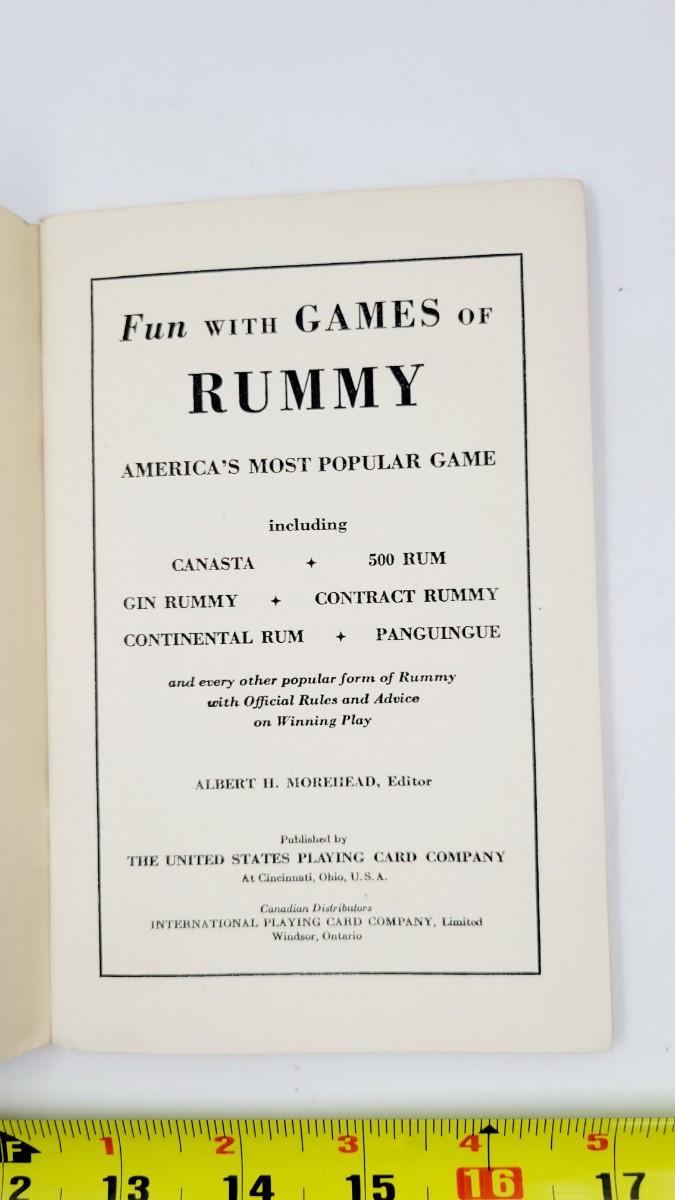 Fun WITH GAMES OF
RUMMY
AMERICA'S MOST POPULAR GAME
including
CANASTA ✦ 500 RUM
GIN RUMMY ✦ CONTRACT RUMMY
CONTINENTAL RUM ✦ PANGUINGUE
and every other popular form of Rummy
with Official Rules and Advice
on Winning Play
ALBERT H. MOREHEAD, Editor
Published by
THE UNITED STATES PLAYING CARD COMPANY
At Cincinnati, Ohio, U.S.A.
Canadian Distributors
INTERNATIONAL PLAYING CARD COMPANY, Limited
Windsor, Ontario
F 1 2 3 4 5
2 13 14 15 16 17